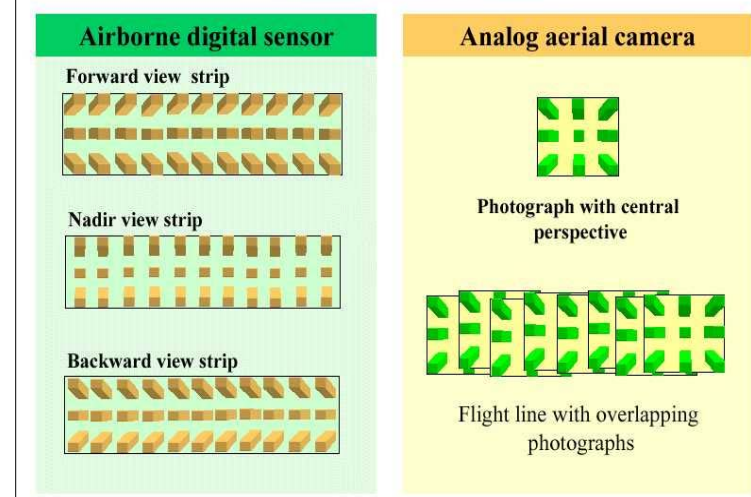 Airborne digital sensor
Forward view strip
Nadir view strip
Backward view strip
Analog aerial camera
Photograph with central
perspective
Flight line with overlapping
photographs